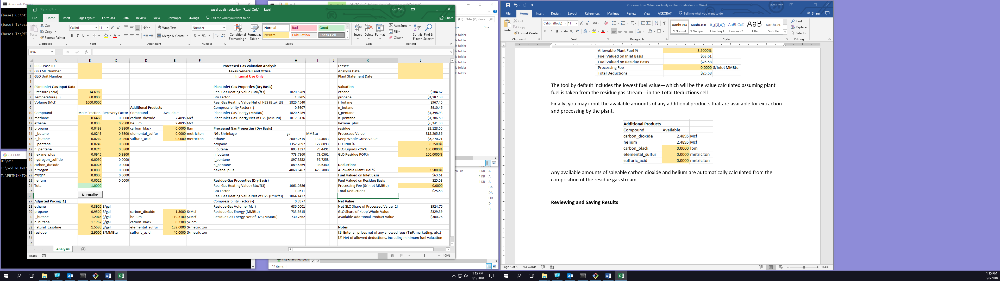 Anaconda Prompt
(base) C:\>t:
(base) T:\>cd
(base) T:\PET
Git CMD
H:\>t:
T:\>cd PETMIN
T:\PETMIN\TOr
excel_audit_tools.xlsm [Read-Only] - Excel
Tom Ortiz
File Home Insert Page Layout Formulas Data Review View Developer xlwings Tell me what you want to do Share
Paste Cut Copy Format Painter Clipboard
Calibri 11 B I U Font
Wrap Text Merge & Center Alignment
Number $ % , Number
Conditional Formatting Format as Table
Normal Bad Good
Neutral Calculation Check Cell
Styles
Insert Delete Format Cells
AutoSum Fill Clear Sort & Filter Find & Select Editing
K26 fx
A B C D E F G H I J K L
1 RRC Lease ID Processed Gas Valuation Analysis Lessee
2 GLO MF Number Texas General Land Office Analysis Date
3 GLO Unit Number Internal Use Only Plant Statement Date
4
5 Plant Inlet Gas Input Data Plant Inlet Gas Properties (Dry Basis) Valuation
6 Pressure (psia) 14.6960 Real Gas Heating Value (Btu/ft3) 1820.5289 ethane $784.62
7 Temperature (F) 60.0000 Btu Factor 1.8205 propane $1,287.38
8 Volume (Mcf) 1000.0000 Real Gas Heating Value Net of H2S (Btu/ft3) 1826.4540 i_butane $967.45
9 Additional Products Compressibility Factor (-) 0.9907 n_butane $910.46
10 Compound Mole Fraction Recovery Factor Compound Available Plant Inlet Gas Energy (MMBtu) 1820.5289 i_pentane $1,398.93
11 methane 0.6468 0.0000 carbon_dioxide 2.4895 Mcf Plant Inlet Gas Energy Net of H2S (MMBtu) 1817.3136 n_pentane $1,386.59
12 ethane 0.0995 0.7500 helium 2.4895 Mcf hexane_plus $6,341.39
13 propane 0.0498 0.9800 carbon_black 0.0000 lbm Processed Gas Properties (Dry Basis) residue $2,128.55
14 i_butane 0.0249 0.9800 elemental_sulfur 0.0000 metric ton NGL Shrinkage gal MMBtu Processed Value $15,205.36
15 n_butane 0.0249 0.9800 sulfuric_acid 0.0000 metric ton ethane 2009.2615 132.4043 Keep Whole Gross Value $5,270.21
16 i_pentane 0.0249 0.9800 propane 1352.2892 122.8893 GLO NRI % 6.2500%
17 n_pentane 0.0249 0.9800 i_butane 803.1327 79.4491 GLO Liquids POP% 100.0000%
18 hexane_plus 0.0945 0.9800 n_butane 773.7360 79.6561 GLO Residue POP% 100.0000%
19 hydrogen_sulfide 0.0050 0.0000 i_pentane 897.5552 97.7258
20 carbon_dioxide 0.0025 0.0000 n_pentane 889.6369 98.6340 Deductions
21 nitrogen 0.0000 0.0000 hexane_plus 4068.6467 475.7888 Allowable Plant Fuel % 3.5000%
22 oxygen 0.0000 0.0000 Fuel Valued on Inlet Basis $63.61
23 helium 0.0025 0.0000 Residue Gas Properties (Dry Basis) Fuel Valued on Residue Basis $25.58
24 Total 1.0000 Real Gas Heating Value (Btu/ft3) 1061.0886 Processing Fee ($/Inlet MMBtu) 0.0000
25 Btu Factor 1.0611 Total Deductions $25.58
26 Normalize Real Gas Heating Value Net of H2S (Btu/ft3) 1064.1427
27 Adjusted Pricing [1] Compressibility Factor (-) 0.9977 Net Value
28 ethane 0.3905 $/gal Residue Gas Volume (Mcf) 686.5001 Net GLO Share of Processed Value [2] $924.76
29 propane 0.9520 $/gal carbon_dioxide 1.5000 $/Mcf Residue Gas Energy (MMBtu) 733.9815 GLO Share of Keep Whole Value $329.39
30 i_butane 1.2046 $/gal helium 119.3100 $/Mcf Residue Gas Energy Net of H2S (MMBtu) 730.7662 Available Additional Product Value $300.76
31 n_butane 1.1767 $/gal carbon_black 0.3300 $/lbm
32 natural_gasoline 1.5586 $/gal elemental_sulfur 132.0000 $/metric ton Notes
33 residue 2.9000 $/MMBtu sulfuric_acid 40.0000 $/metric ton [1] Enter all prices net of any allowed fees (T&F, marketing, etc.)
34 [2] Net of allowed deductions, including minimum fuel valuation
35
Analysis
Ready 100%
Size
14 items
1:15 PM
8/8/2018
Processed Gas Valuation Analysis User Guide.docx - Word
Tom Ortiz
File Home Insert Design Layout References Mailings Review View ACROBAT Tell me what you want to do Share
Paste Cut Copy Format Painter Clipboard
Calibri (Body) 11 Font
Paragraph
AaBbCcDc AaBbCcDc AaBbCc AaBbCcC AaB AaBbCcC
¶ Normal ¶ No Spac... Heading 1 Heading 2 Title Subtitle
Styles
Find Replace Select Editing
Allowable Plant Fuel % 3.5000%
Fuel Valued on Inlet Basis $63.61
Fuel Valued on Residue Basis $25.58
Processing Fee 0.0000 $/Inlet MMBtu
Total Deductions $25.58
The tool by default includes the lowest fuel value—which will be the value calculated assuming plant
fuel is taken from the residue gas stream—in the Total Deductions cell.
Finally, you may input the available amounts of any additional products that are available for extraction
and processing by the plant.
Additional Products
Compound Available
carbon_dioxide 2.4895 Mcf
helium 2.4895 Mcf
carbon_black 0.0000 lbm
elemental_sulfur 0.0000 metric ton
sulfuric_acid 0.0000 metric ton
Any available amounts of saleable carbon dioxide and helium are automatically calculated from the
composition of the residue gas stream.
Reviewing and Saving Results
Page 5 of 5 764 words 144%
1:15 PM
8/8/2018